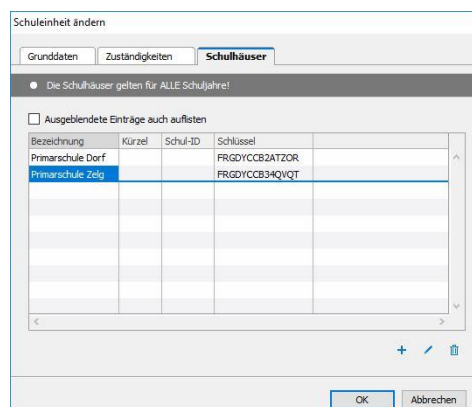 Schuleinheit ändern
Grunddaten Zuständigkeiten Schulhäuser
Die Schulhäuser gelten für ALLE Schuljahre!
Ausgeblendete Einträge auch auflisten
Bezeichnung Kürzel Schul-ID Schlüssel
Primarschule Dorf FRGDYCCB2ATZOR
Primarschule Zelg FRGDYCCB34QVQT
OK Abbrechen